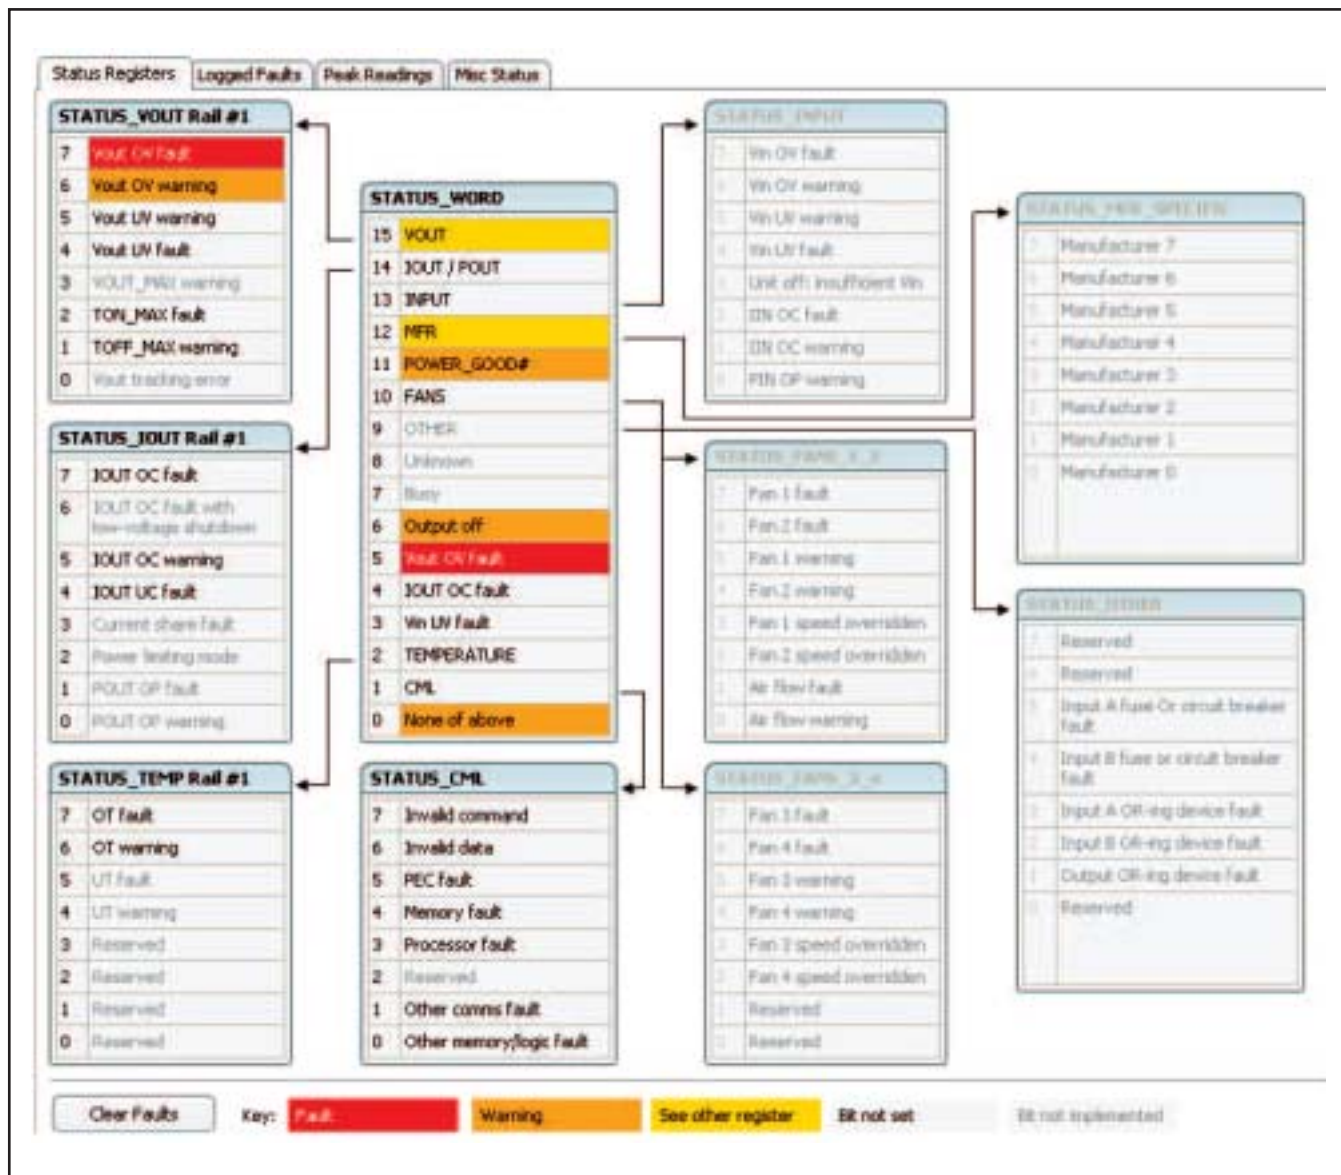 Status Registers
Logged Faults
Peak Readings
Misc Status
STATUS_VOUT Rail #1
7 Vout OV fault
6 Vout OV warning
5 Vout UV warning
4 Vout UV fault
3 VOUT_MAX warning
2 TON_MAX fault
1 TOFF_MAX warning
0 Vout tracking error
STATUS_IOUT Rail #1
7 IOUT OC fault
6 IOUT OC fault with
low-voltage shutdown
5 IOUT OC warning
4 IOUT UC fault
3 Current share fault
2 Power limiting mode
1 POUT OP fault
0 POUT OP warning
STATUS_TEMP Rail #1
7 OT fault
6 OT warning
5 UT fault
4 UT warning
3 Reserved
2 Reserved
1 Reserved
0 Reserved
STATUS_WORD
15 VOUT
14 IOUT / POUT
13 INPUT
12 MFR
11 POWER_GOOD#
10 FANS
9 OTHER
8 Unknown
7 Busy
6 Output off
5 Vout OV fault
4 IOUT OC fault
3 Vin UV fault
2 TEMPERATURE
1 CML
0 None of above
STATUS_CML
7 Invalid command
6 Invalid data
5 PEC fault
4 Memory fault
3 Processor fault
2 Reserved
1 Other comms fault
0 Other memory/logic fault
STATUS_INPUT
Vin OV fault
Vin OV warning
Vin UV warning
Vin UV fault
Unit off: insufficient Vin
IIN OC fault
IIN OC warning
PIN OP warning
Fan 1 fault
Fan 2 fault
Fan 1 warning
Fan 2 warning
Fan 1 speed overridden
Fan 2 speed overridden
Air flow fault
Air flow warning
Fan 3 fault
Fan 4 fault
Fan 3 warning
Fan 4 warning
Fan 3 speed overridden
Fan 4 speed overridden
Reserved
Reserved
Manufacturer 7
Manufacturer 6
Manufacturer 5
Manufacturer 4
Manufacturer 3
Manufacturer 2
Manufacturer 1
Manufacturer 0
STATUS_OTHER
Reserved
Reserved
Input A fuse Or circuit breaker
fault
Input B fuse or circuit breaker
fault
Input A OR-ing device fault
Input B OR-ing device fault
Output OR-ing device fault
Reserved
Clear Faults
Key:
Fault
Warning
See other register
Bit not set
Bit not implemented